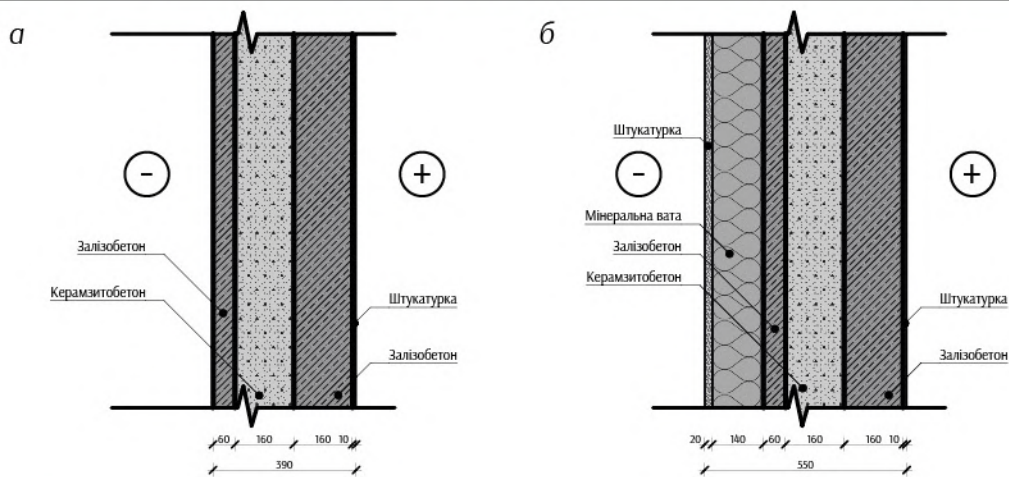 а
-
+
Залізобетон
Керамзитобетон
Штукатурка
Залізобетон
60 160 160 10
390
б
Штукатурка
-
+
Мінеральна вата
Залізобетон
Керамзитобетон
Штукатурка
Залізобетон
20 140 60 160 160 10
550